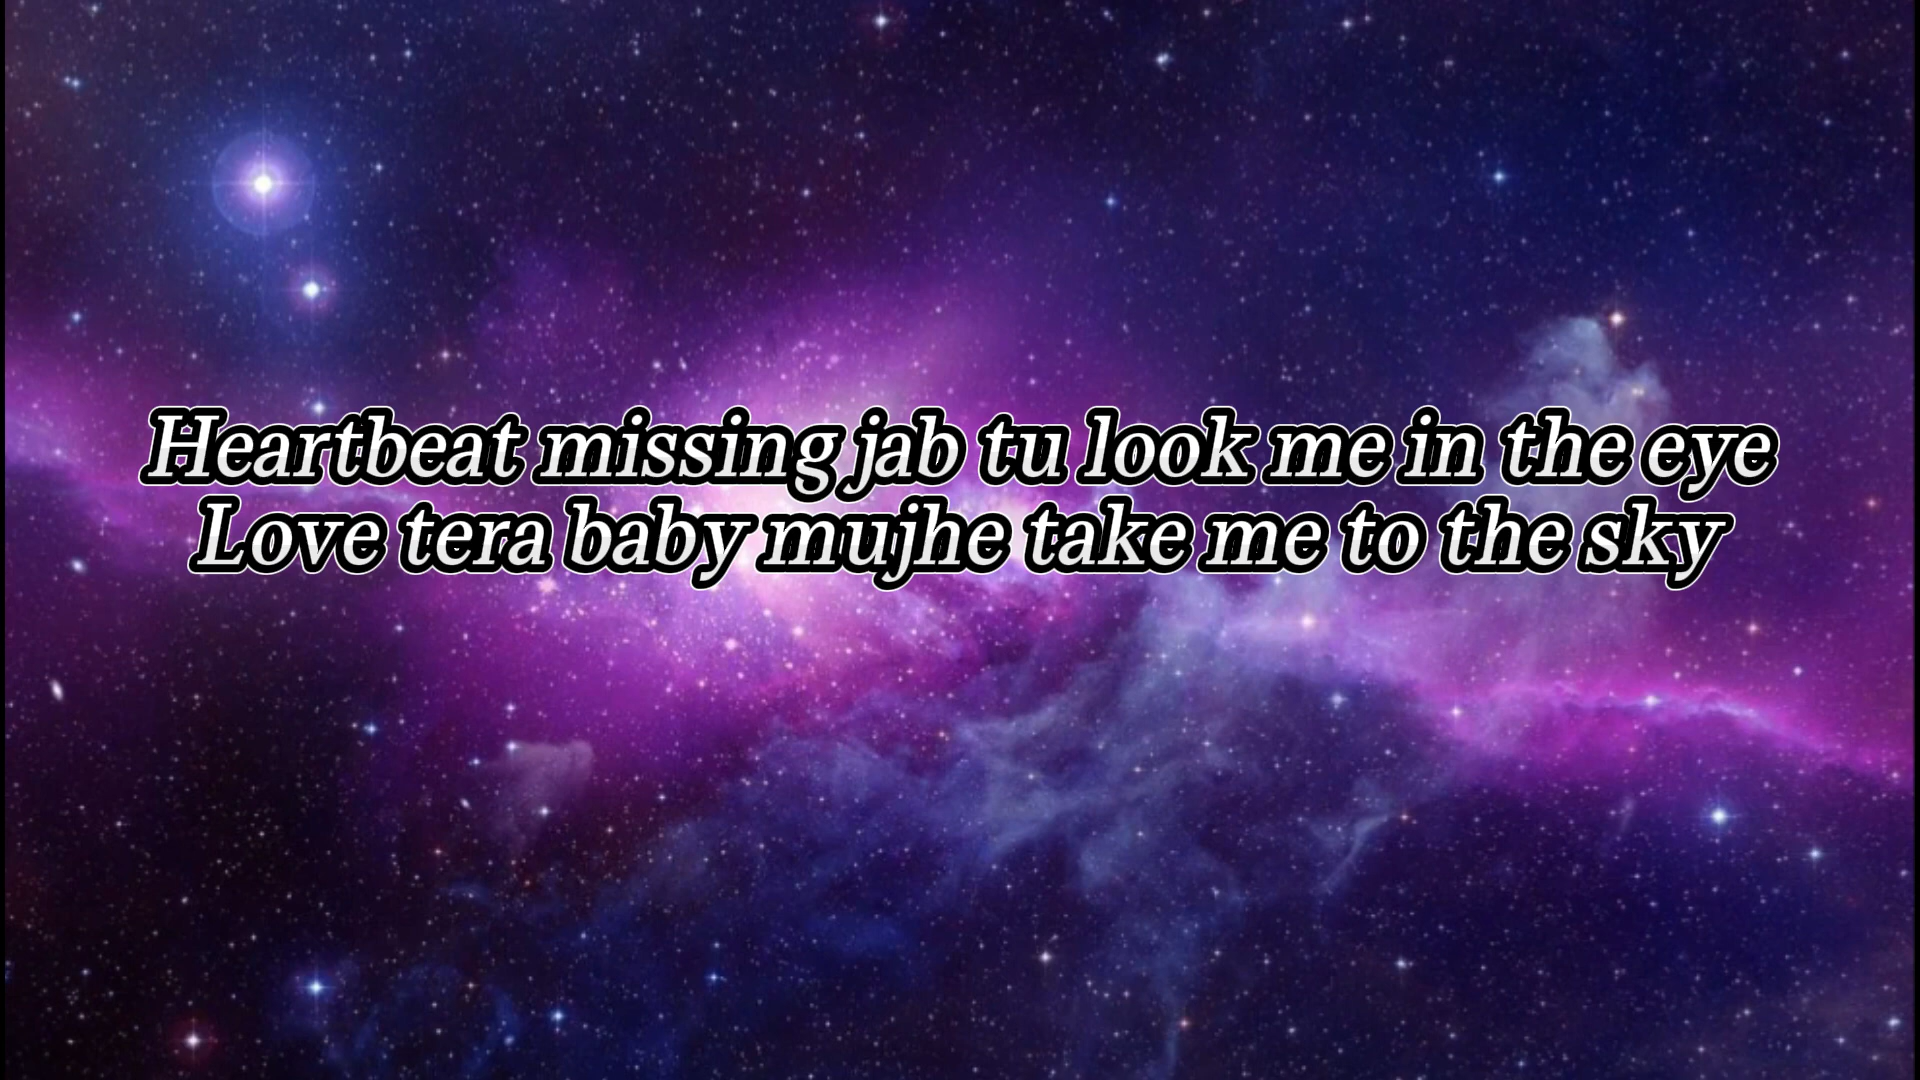 Heartbeat missing jab tu look me in the eye
Love tera baby mujhe take me to the sky